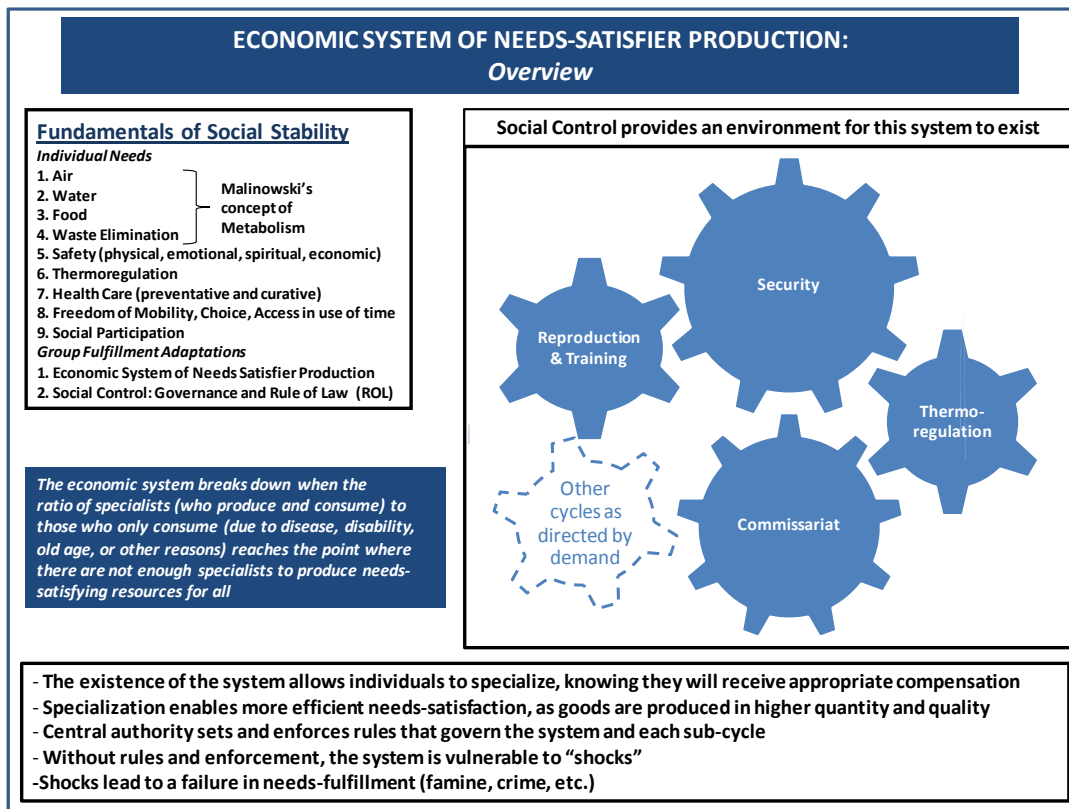 ECONOMIC SYSTEM OF NEEDS-SATISFIER PRODUCTION:
Overview
Fundamentals of Social Stability
Individual Needs
1. Air
2. Water
3. Food
4. Waste Elimination
Malinowski's
concept of
Metabolism
5. Safety (physical, emotional, spiritual, economic)
6. Thermoregulation
7. Health Care (preventative and curative)
8. Freedom of Mobility, Choice, Access in use of time
9. Social Participation
Group Fulfillment Adaptations
1. Economic System of Needs Satisfier Production
2. Social Control: Governance and Rule of Law (ROL)
The economic system breaks down when the
ratio of specialists (who produce and consume) to
those who only consume (due to disease, disability,
old age, or other reasons) reaches the point where
there are not enough specialists to produce needs-
satisfying resources for all
Social Control provides an environment for this system to exist
Security
Reproduction
& Training
Thermo-
regulation
Other
cycles as
directed by
demand
Commissariat
- The existence of the system allows individuals to specialize, knowing they will receive appropriate compensation
- Specialization enables more efficient needs-satisfaction, as goods are produced in higher quantity and quality
- Central authority sets and enforces rules that govern the system and each sub-cycle
- Without rules and enforcement, the system is vulnerable to “shocks”
-Shocks lead to a failure in needs-fulfillment (famine, crime, etc.)